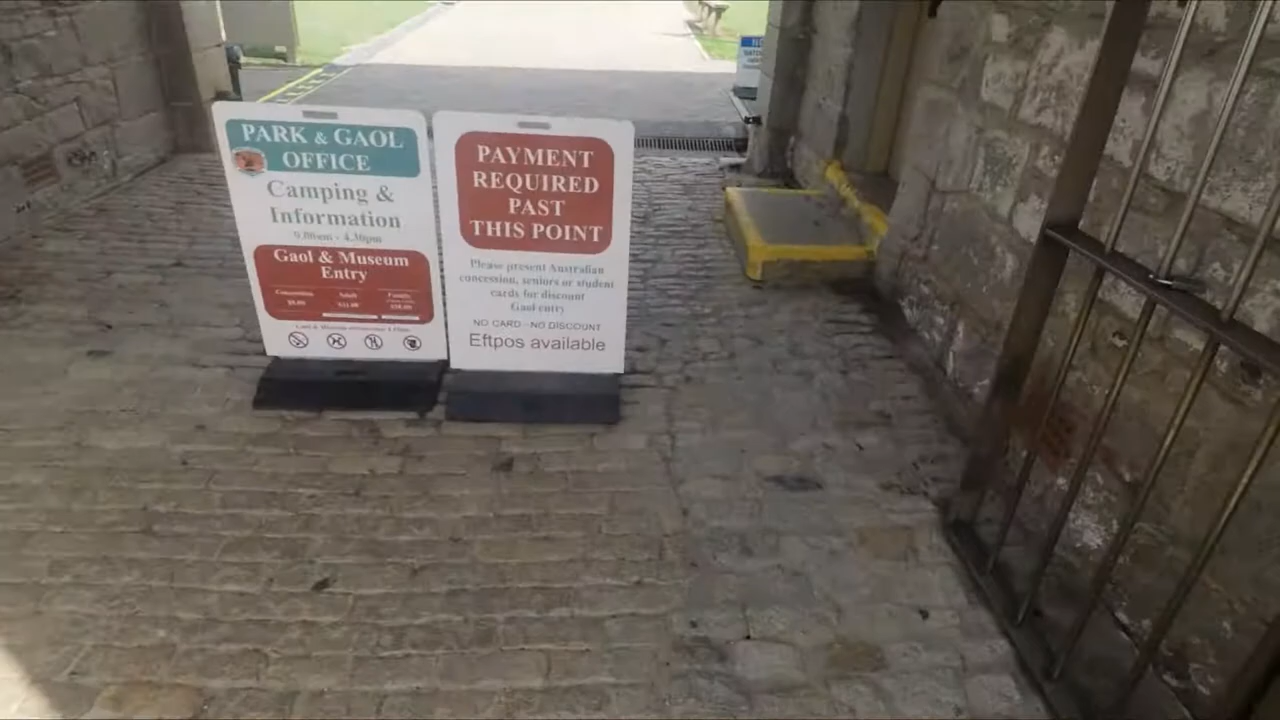 PARK & GAOL
OFFICE
Camping &
Information
9.00am - 4.30pm
Gaol & Museum
Entry
Concession
Adult
Family
PAYMENT
REQUIRED
PAST
THIS POINT
Please present Australian
concession, seniors or student
cards for discount
Gaol entry
NO CARD - NO DISCOUNT
Eftpos available
NO